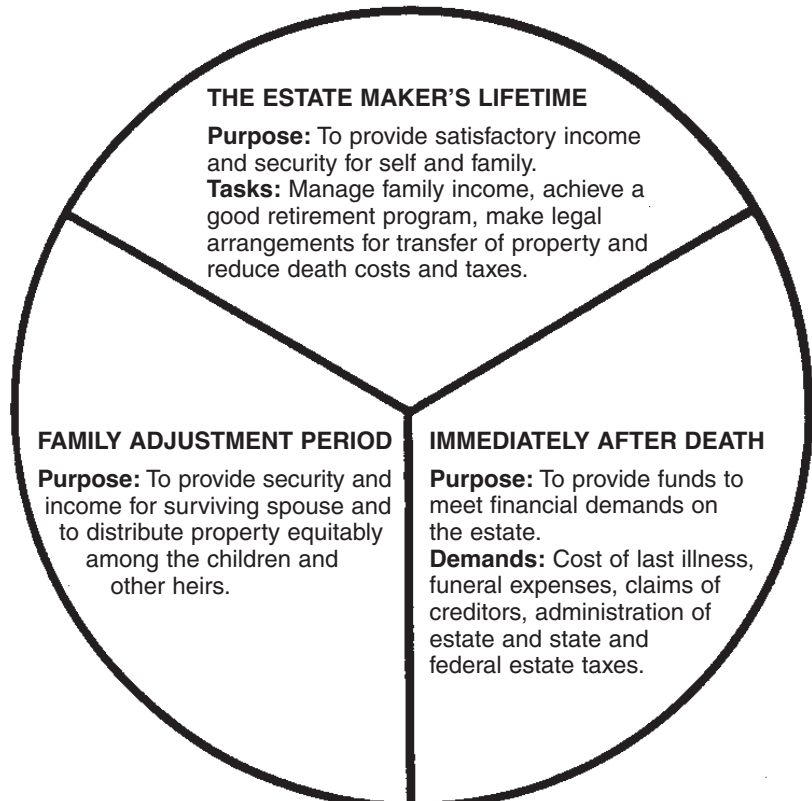 THE ESTATE MAKER'S LIFETIME
Purpose: To provide satisfactory income
and security for self and family.
Tasks: Manage family income, achieve a
good retirement program, make legal
arrangements for transfer of property and
reduce death costs and taxes.
FAMILY ADJUSTMENT PERIOD
Purpose: To provide security and
income for surviving spouse and
to distribute property equitably
among the children and
other heirs.
IMMEDIATELY AFTER DEATH
Purpose: To provide funds to
meet financial demands on
the estate.
Demands: Cost of last illness,
funeral expenses, claims of
creditors, administration of
estate and state and
federal estate taxes.